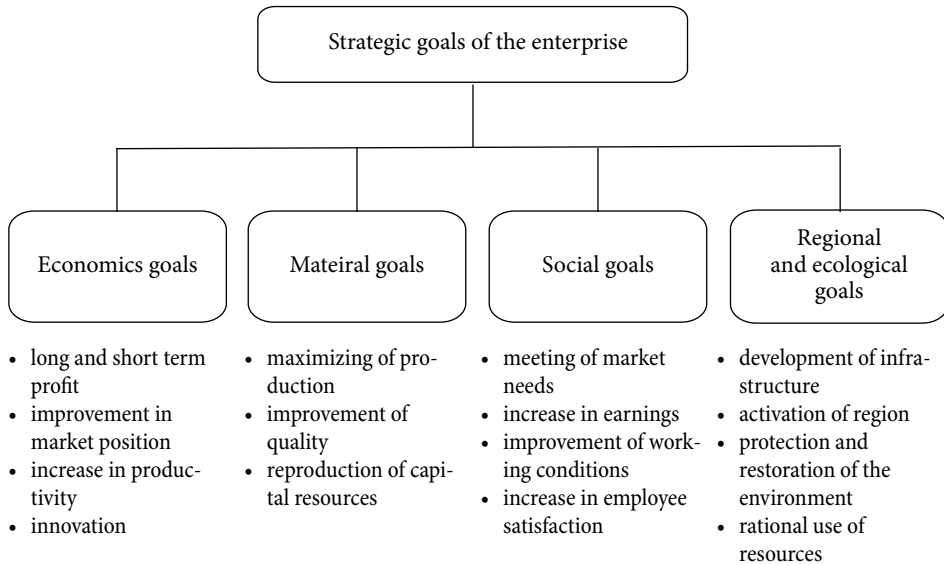 Strategic goals of the enterprise
Economics goals
• long and short term
profit
• improvement in
market position
• increase in produc-
tivity
• innovation
Mateiral goals
• maximizing of pro-
duction
• improvement of
quality
• reproduction of capi-
tal resources
Social goals
• meeting of market
needs
• increase in earnings
• improvement of work-
ing conditions
• increase in employee
satisfaction
Regional
and ecological
goals
• development of infra-
structure
• activation of region
• protection and
restoration of the
environment
• rational use of
resources